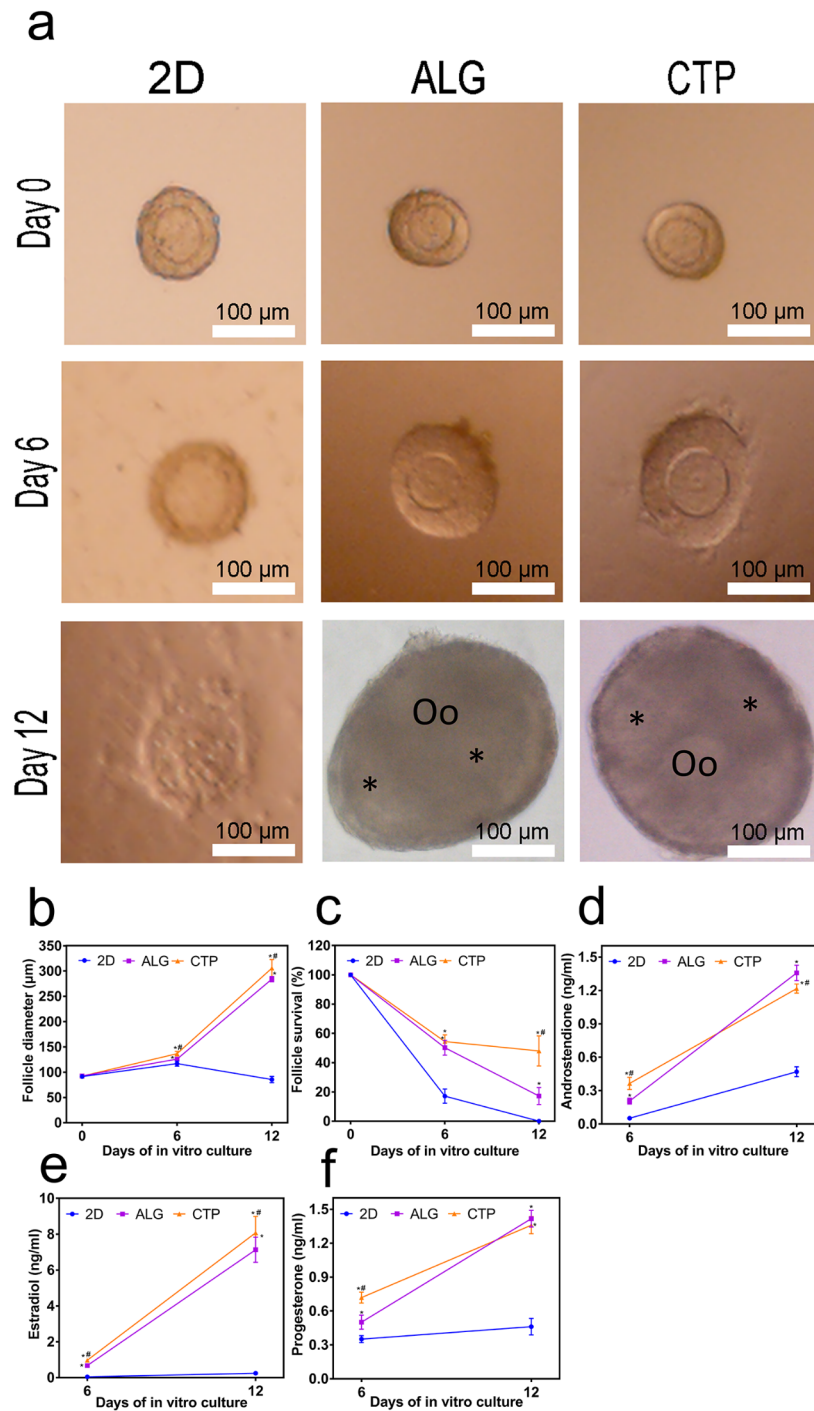 a
2D ALG CTP
Day 0
100 µm 100 µm 100 µm
Day 6
100 µm 100 µm 100 µm
Day 12
Oo
* *
* *
Oo
100 µm 100 µm 100 µm
b
Follicle diameter (µm)
350
300
250
200
150
100
50
0
2D ALG CTP
*#
*
*#
*
0 6 12
Days of in vitro culture
c
Follicle survival (%)
120
100
80
60
40
20
0
2D ALG CTP
*
*
*#
*
0 6 12
Days of in vitro culture
d
Androstendione (ng/ml)
1.5
1.2
0.9
0.6
0.3
0.0
2D ALG CTP
*#
*
*
*#
6 12
Days of in vitro culture
e
Estradiol (ng/ml)
10
8
6
4
2
0
2D ALG CTP
*#
*
*#
*
6 12
Days of in vitro culture
f
Progesterone (ng/ml)
1.5
1.2
0.9
0.6
0.3
0.0
2D ALG CTP
*#
*
*
*
6 12
Days of in vitro culture